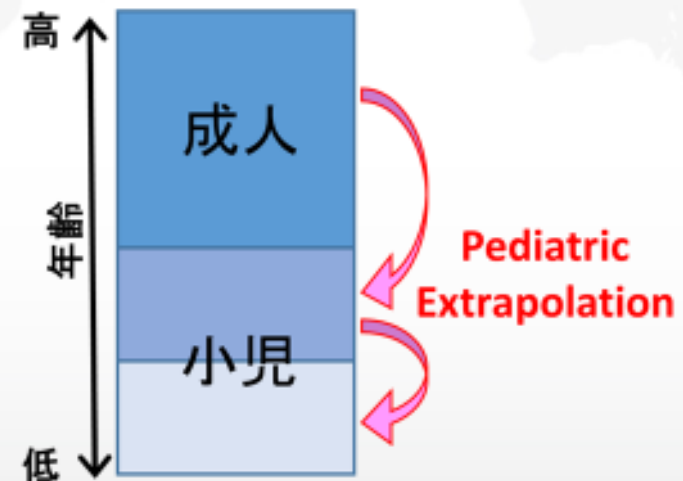 高
成人
年齢
Pediatric
Extrapolation
小児
低